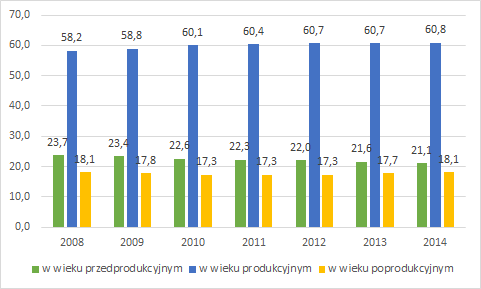 70,0
60,0
50,0
40,0
30,0
20,0
10,0
0,0
58,2 58,8 60,1 60,4 60,7 60,7 60,8
23,7 23,4 22,6 22,3 22,0 21,6 21,1
18,1 17,8 17,3 17,3 17,3 17,7 18,1
2008 2009 2010 2011 2012 2013 2014
w wieku przedprodukcyjnym w wieku produkcyjnym w wieku poprodukcyjnym